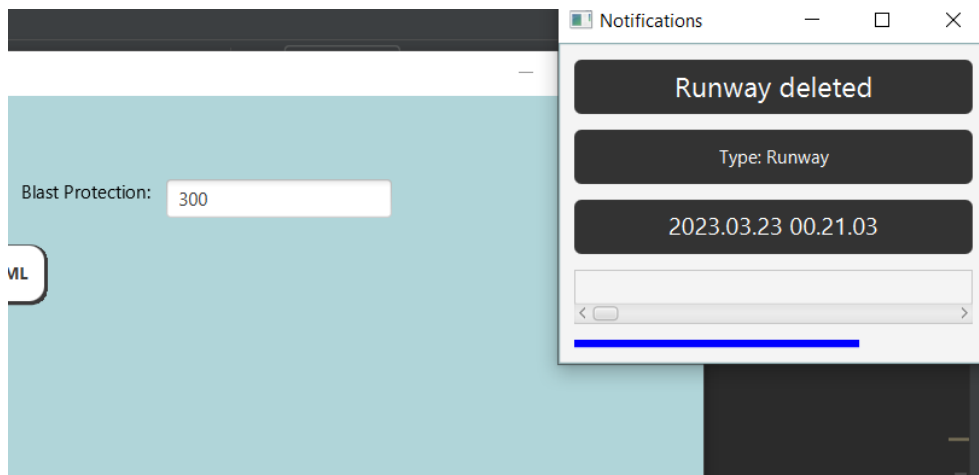 Notifications
Runway deleted
Type: Runway
2023.03.23 00.21.03
Blast Protection:
300
ML